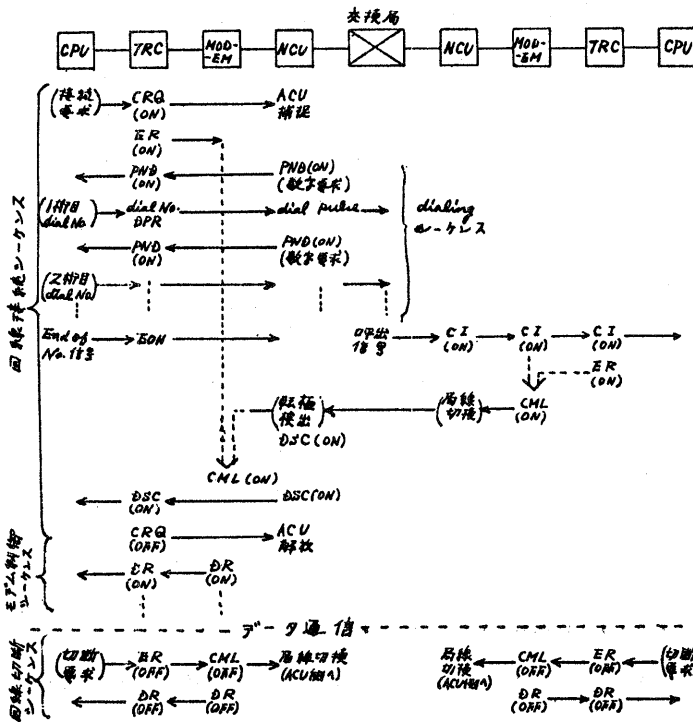 交換局
CPU TRC MOD-EM NCU NCU MOD-EM TRC CPU
回線接続シーケンス
(接続要求) CRQ (ON) ACU 捕捉
ER (ON)
PND (ON) PND(ON) (数字要求)
(1桁目 dial No.) dial No. DPR dial pulse
dialing シーケンス
PND (ON) PND(ON) (数字要求)
(2桁目 dial No.)
End of No.信号 EON 呼出信号 CI (ON) CI (ON) CI (ON)
ER (ON)
(転極検出) DSC(ON) (局線切換) CML (ON)
CML(ON)
DSC (ON) DSC(ON)
CRQ (OFF) ACU 解放
モデム制御シーケンス
DR (ON) DR (ON)
データ通信
回線切断シーケンス
(切断要求) ER (OFF) CML (OFF) 局線切換 (ACU側へ) 局線切換 (ACU側へ) CML (OFF) ER (OFF) (切断要求)
DR (OFF) DR (OFF) DR (OFF) DR (OFF)